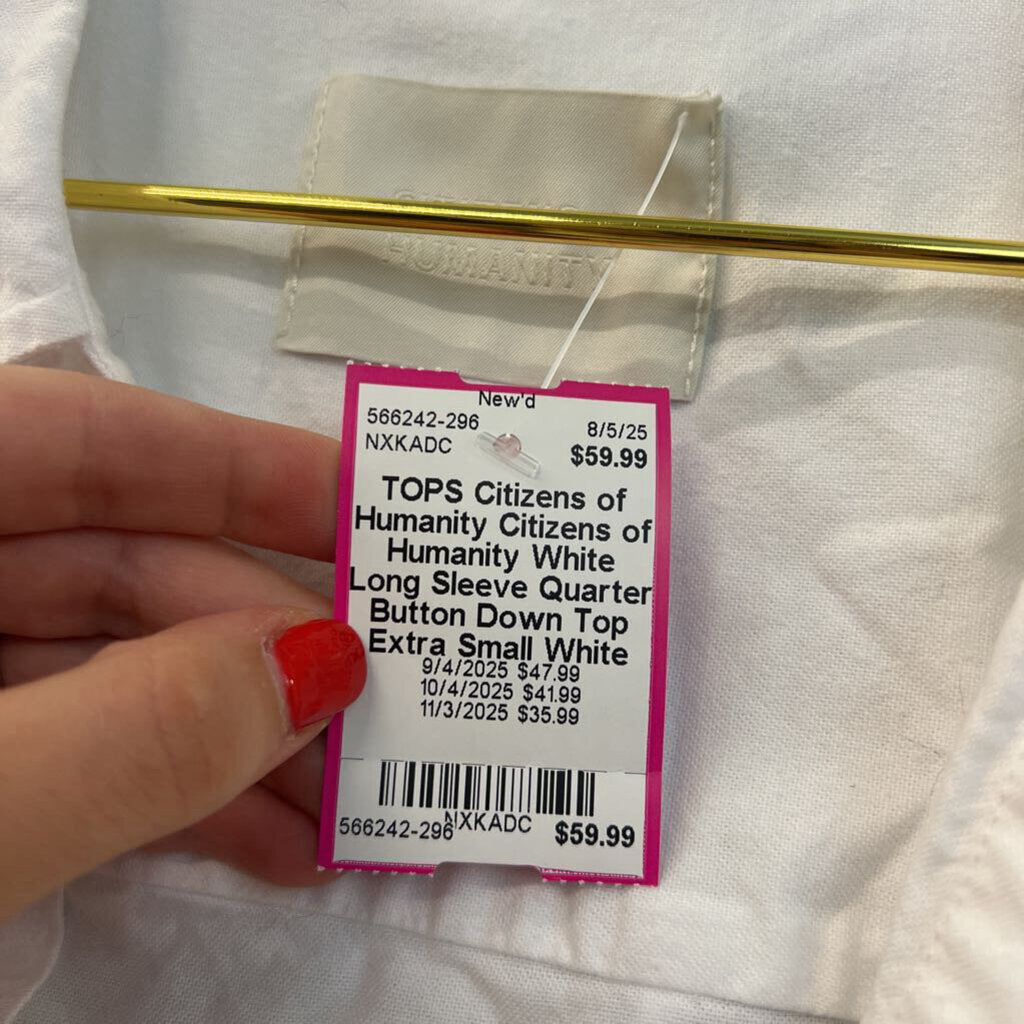 HUMANITY
New'd
566242-296 8/5/25
NXKADC $59.99
TOPS Citizens of
Humanity Citizens of
Humanity White
Long Sleeve Quarter
Button Down Top
Extra Small White
9/4/2025 $47.99
10/4/2025 $41.99
11/3/2025 $35.99
566242-296 NXKADC $59.99